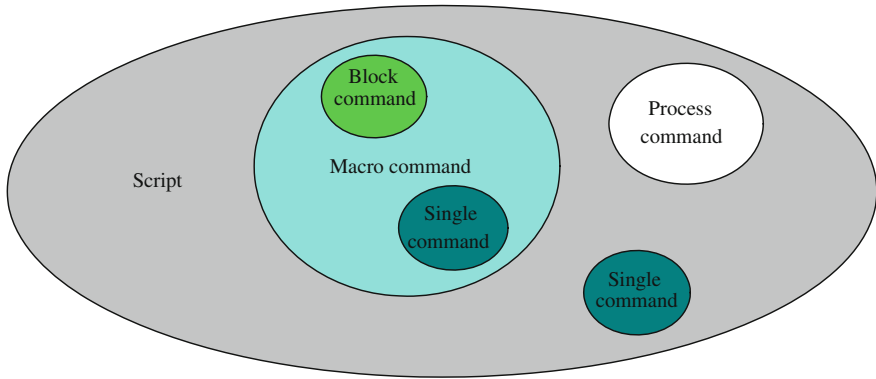 Block
command
Process
command
Macro command
Script
Single
command
Single
command